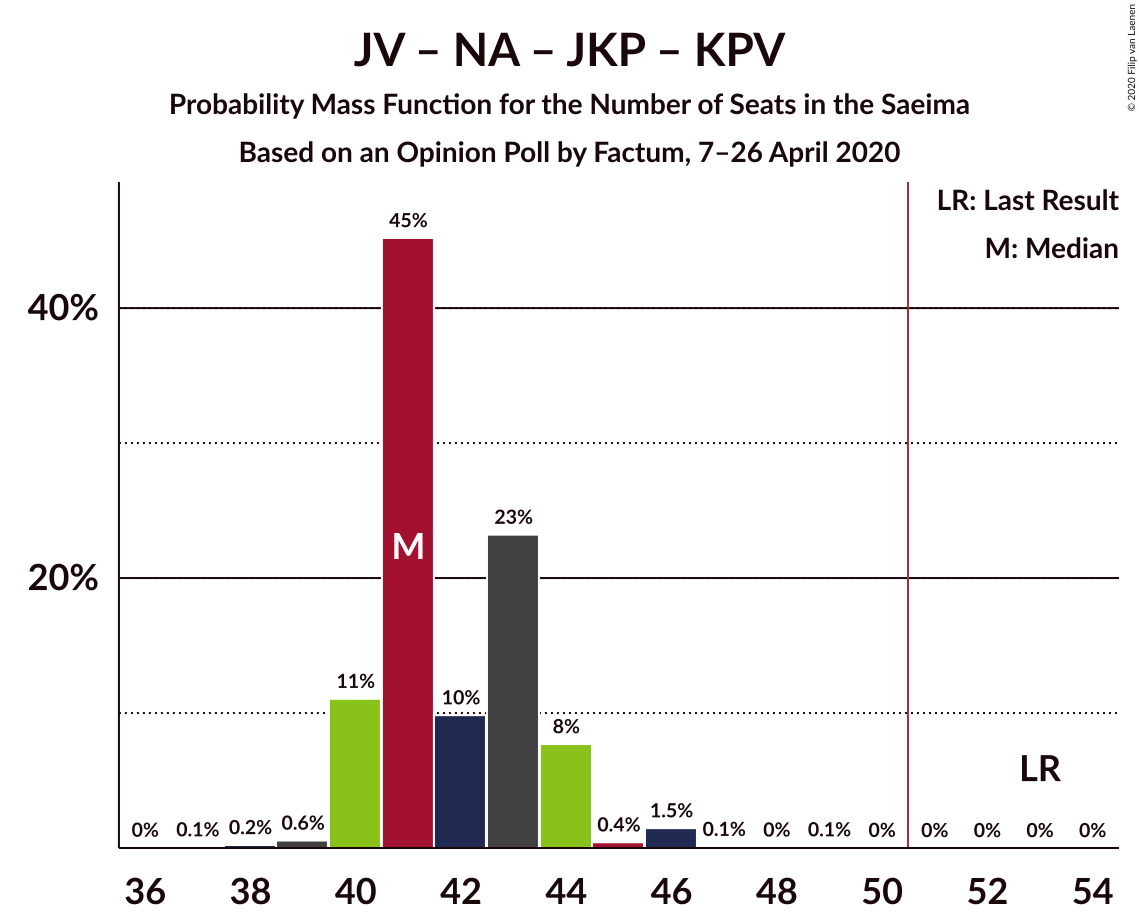 JV – NA – JKP – KPV
Probability Mass Function for the Number of Seats in the Saeima
Based on an Opinion Poll by Factum, 7–26 April 2020
© 2020 Filip van Laenen
LR: Last Result
M: Median
40%
20%
0% 0.1% 0.2% 0.6% 11% 45% 10% 23% 8% 0.4% 1.5% 0.1% 0% 0.1% 0% 0% 0% 0% 0%
M
LR
36 38 40 42 44 46 48 50 52 54